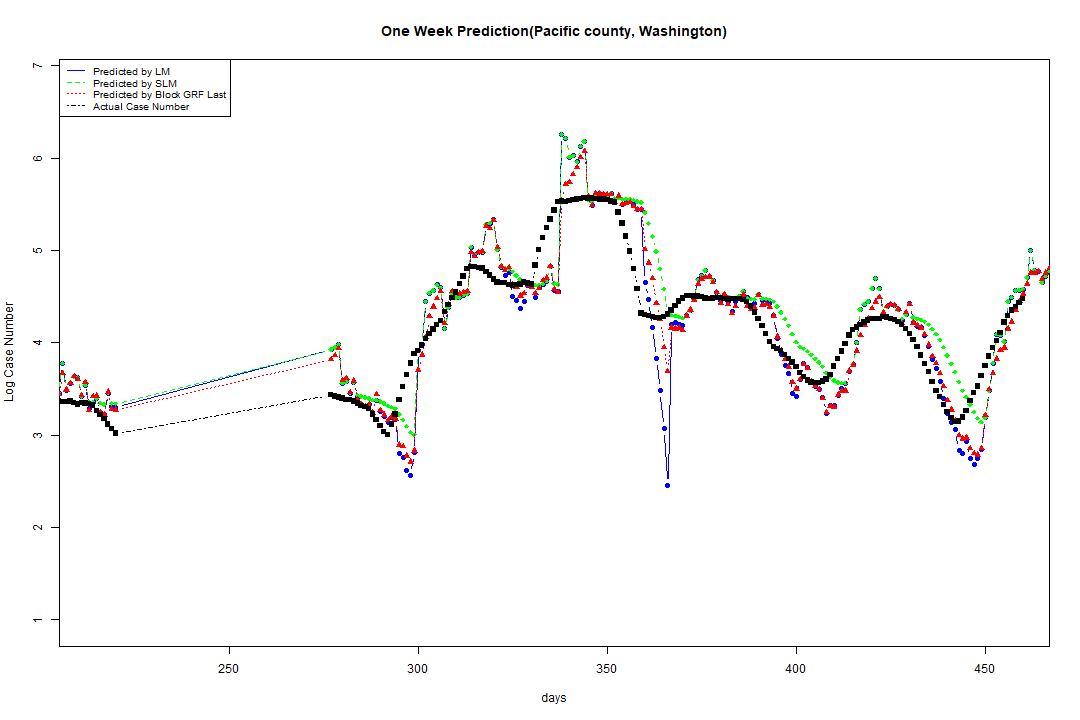 One Week Prediction(Pacific county, Washington)
Predicted by LM
Predicted by SLM
Predicted by Block GRF Last
Actual Case Number
Log Case Number
7
6
5
4
3
2
1
250 300 350 400 450
days